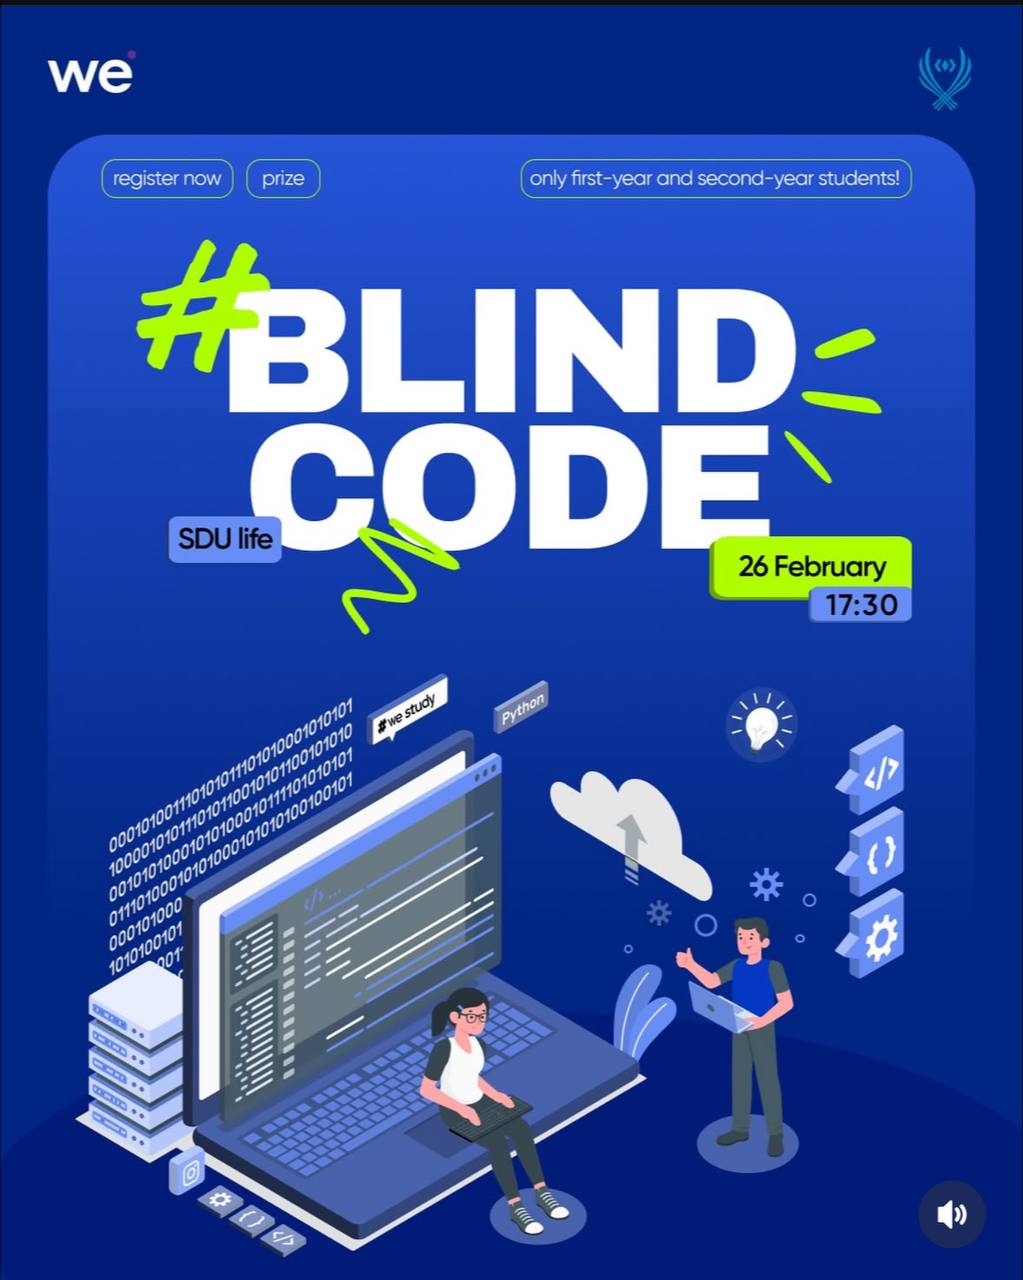 we
register now
prize
only first-year and second-year students!
#BLIND
CODE
SDU life
26 February
17:30
#we study
Python